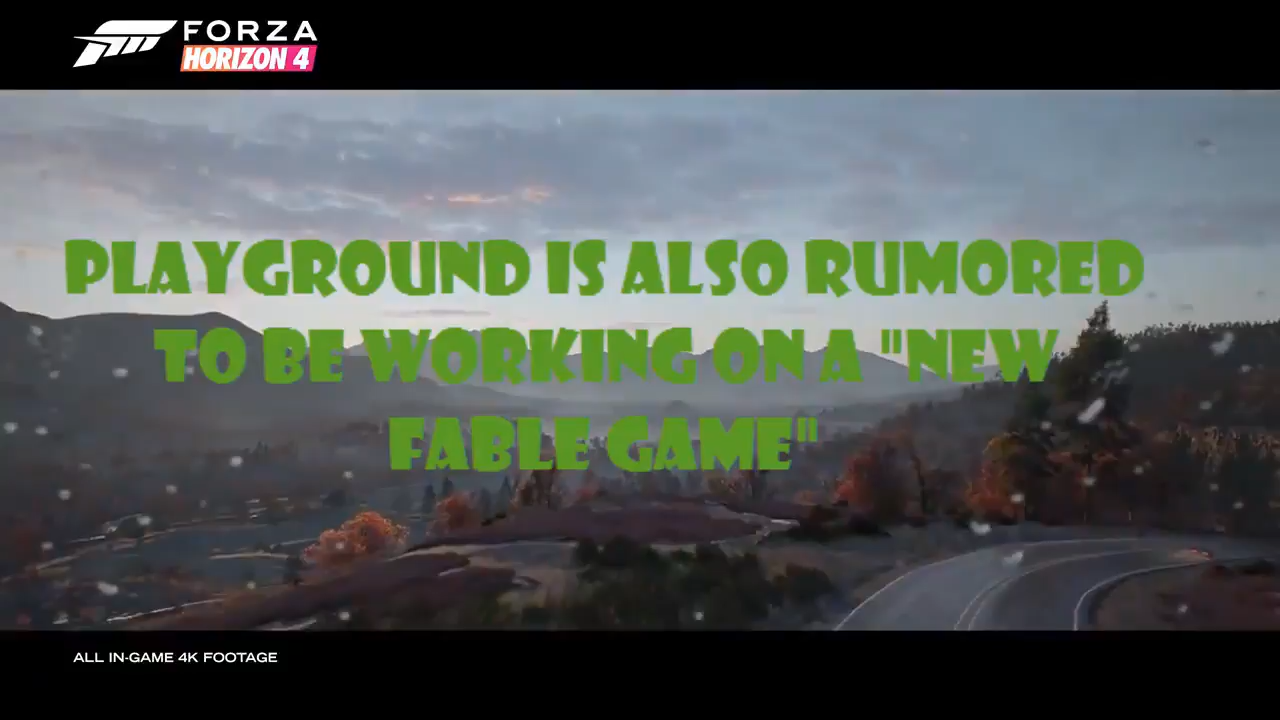 FORZA
HORIZON 4
PLAYGROUND IS ALSO RUMORED
TO BE WORKING ON A "NEW
FABLE GAME"
ALL IN-GAME 4K FOOTAGE